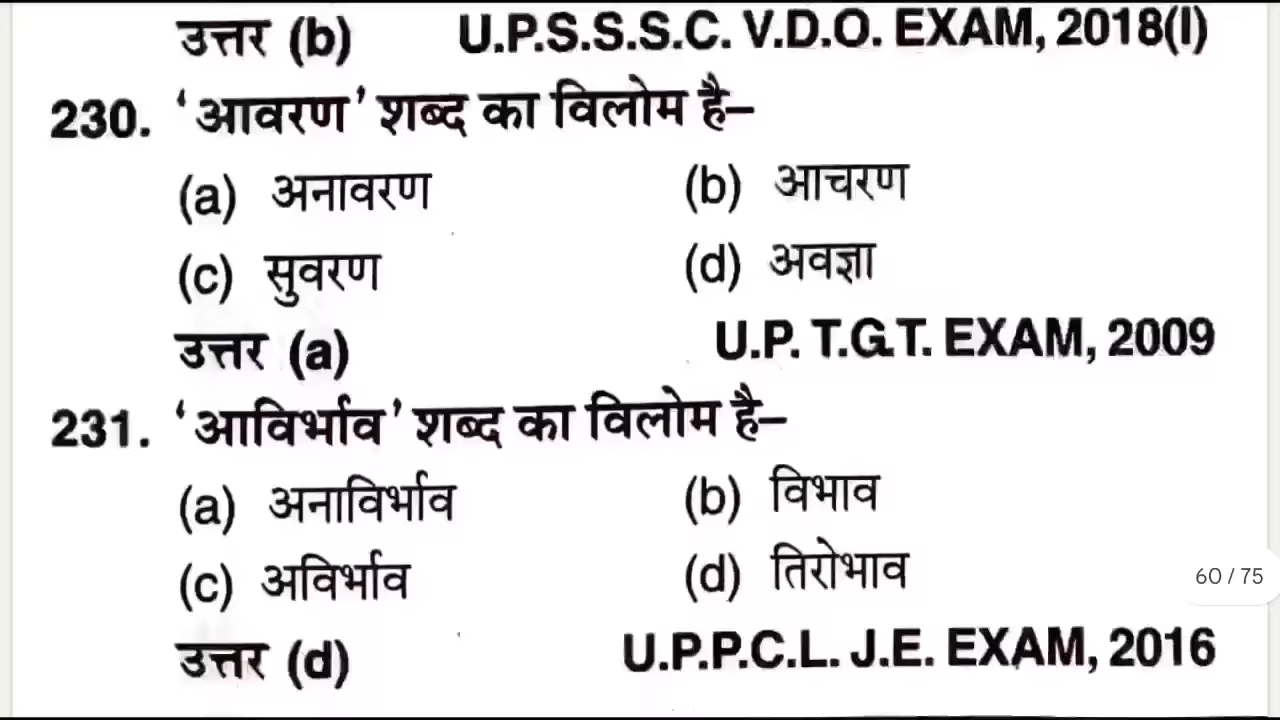 उत्तर (b) U.P.S.S.S.C. V.D.O. EXAM, 2018(I)
230. 'आवरण' शब्द का विलोम है–
(a) अनावरण (b) आचरण
(c) सुवरण (d) अवज्ञा
उत्तर (a) U.P. T.G.T. EXAM, 2009
231. 'आविर्भाव' शब्द का विलोम है–
(a) अनाविर्भाव (b) विभाव
(c) अविर्भाव (d) तिरोभाव
60 / 75
उत्तर (d) U.P.P.C.L. J.E. EXAM, 2016